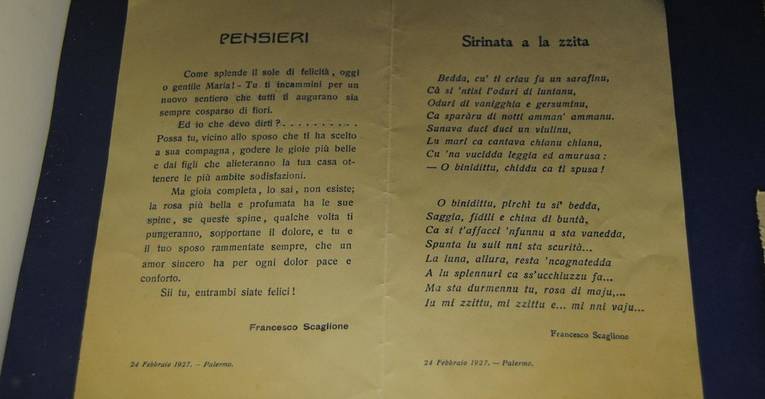 PENSIERI
Come splende il sole di felicità, oggi
o gentile Maria! - Tu ti incammini per un
nuovo sentiero che tutti ti augurano sia
sempre cosparso di fiori.
Ed io che devo dirti? . . . . . . . . . .
Possa tu, vicino allo sposo che ti ha scelto
a sua compagna, godere le gioie più belle
e dai figli che alieteranno la tua casa ot-
tenere le più ambite sodisfazioni.
Ma gioia completa, lo sai, non esiste;
la rosa più bella e profumata ha le sue
spine, se queste spine, qualche volta ti
pungeranno, sopportane il dolore, e tu e
il tuo sposo rammentate sempre, che un
amor sincero ha per ogni dolor pace e
conforto.
Sii tu, entrambi siate felici!
Francesco Scaglione
24 Febbraio 1927. - Palermo.
Sirinata a la zzita
Bedda, cu' ti criau fu un sarafinu,
Cà si 'ntisi l'oduri di luntanu,
Oduri di vanigghia e gersuminu,
Ca sparàru di notti amman' ammanu.
Sunava duci duci un viulinu,
Lu mari ca cantava chianu chianu,
Cu 'na vucidda leggia ed amurusa:
— O binidittu, chiddu ca ti spusa!
O binidittu, pirchì tu si' bedda,
Saggia, fidili e china di buntà,
Ca si t'affacci 'nfunnu a sta vanedda,
Spunta lu suli nni sta scurità...
La luna, allura, resta 'ncagnatedda
A lu splennuri ca ss'ucchiuzzu fa...
Ma sta durmennu tu, rosa di maju,...
Iu mi zzittu, mi zzittu e... mi nni vaju...
Francesco Scaglione
24 Febbraio 1927. — Palermo.